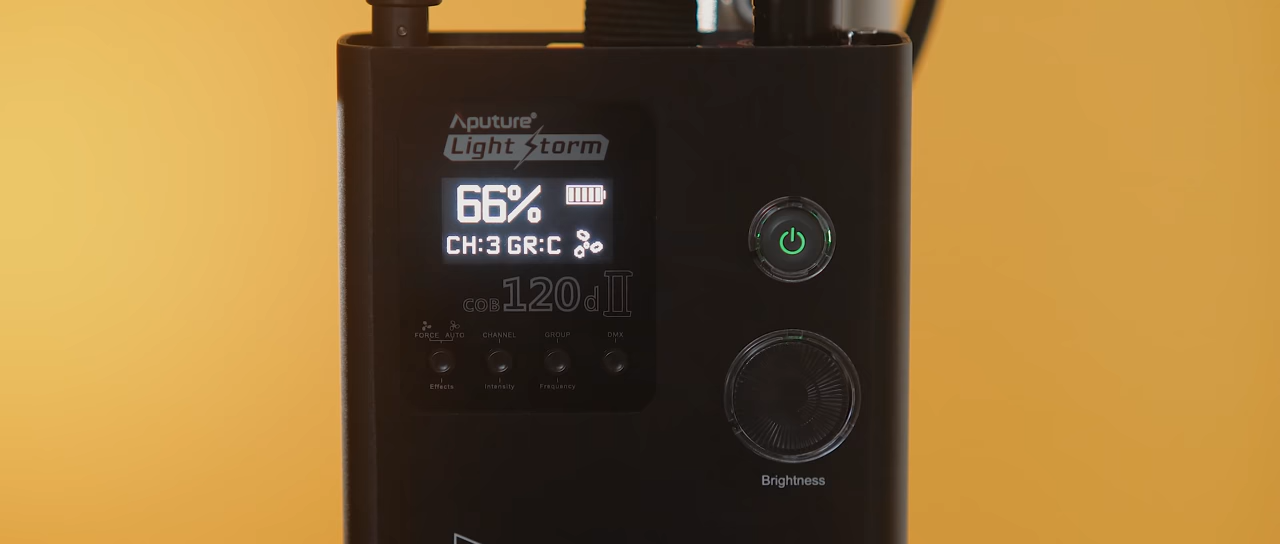 Aputure®
Light Storm
66%
CH:3 GR:C
COB 120d II
FORCE AUTO CHANNEL GROUP DMX
Effects Intensity Frequency
Brightness